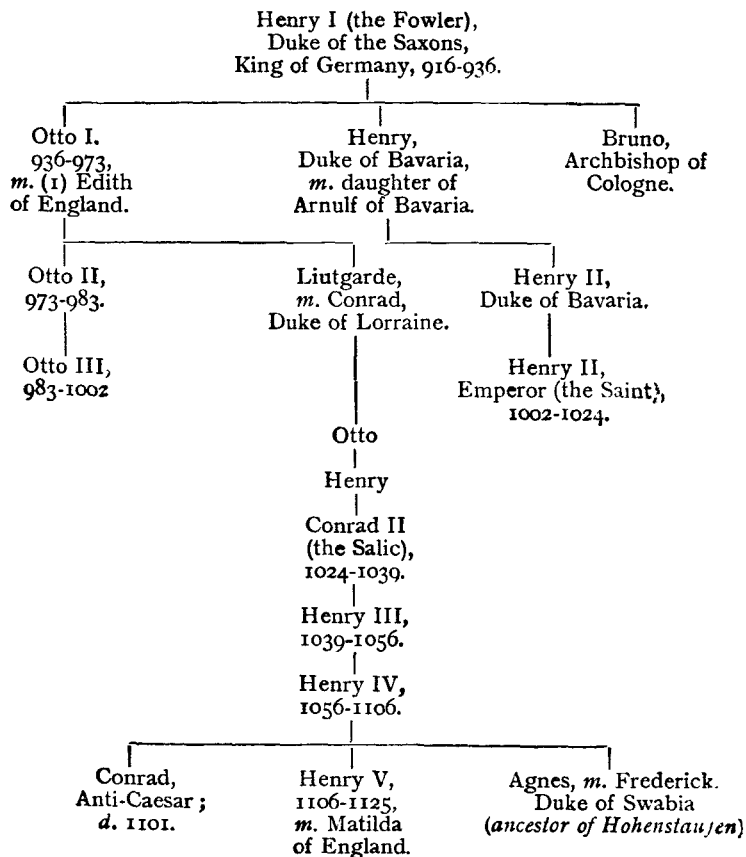 Henry I (the Fowler),
Duke of the Saxons,
King of Germany, 916-936.
Otto I.
936-973,
m. (1) Edith
of England.
Henry,
Duke of Bavaria,
m. daughter of
Arnulf of Bavaria.
Bruno,
Archbishop of
Cologne.
Otto II,
973-983.
Liutgarde,
m. Conrad,
Duke of Lorraine.
Henry II,
Duke of Bavaria.
Otto III,
983-1002
Henry II,
Emperor (the Saint),
1002-1024.
Otto
Henry
Conrad II
(the Salic),
1024-1039.
Henry III,
1039-1056.
Henry IV,
1056-1106.
Conrad,
Anti-Caesar;
d. 1101.
Henry V,
1106-1125,
m. Matilda
of England.
Agnes, m. Frederick.
Duke of Swabia
(ancestor of Hohenstaufen)